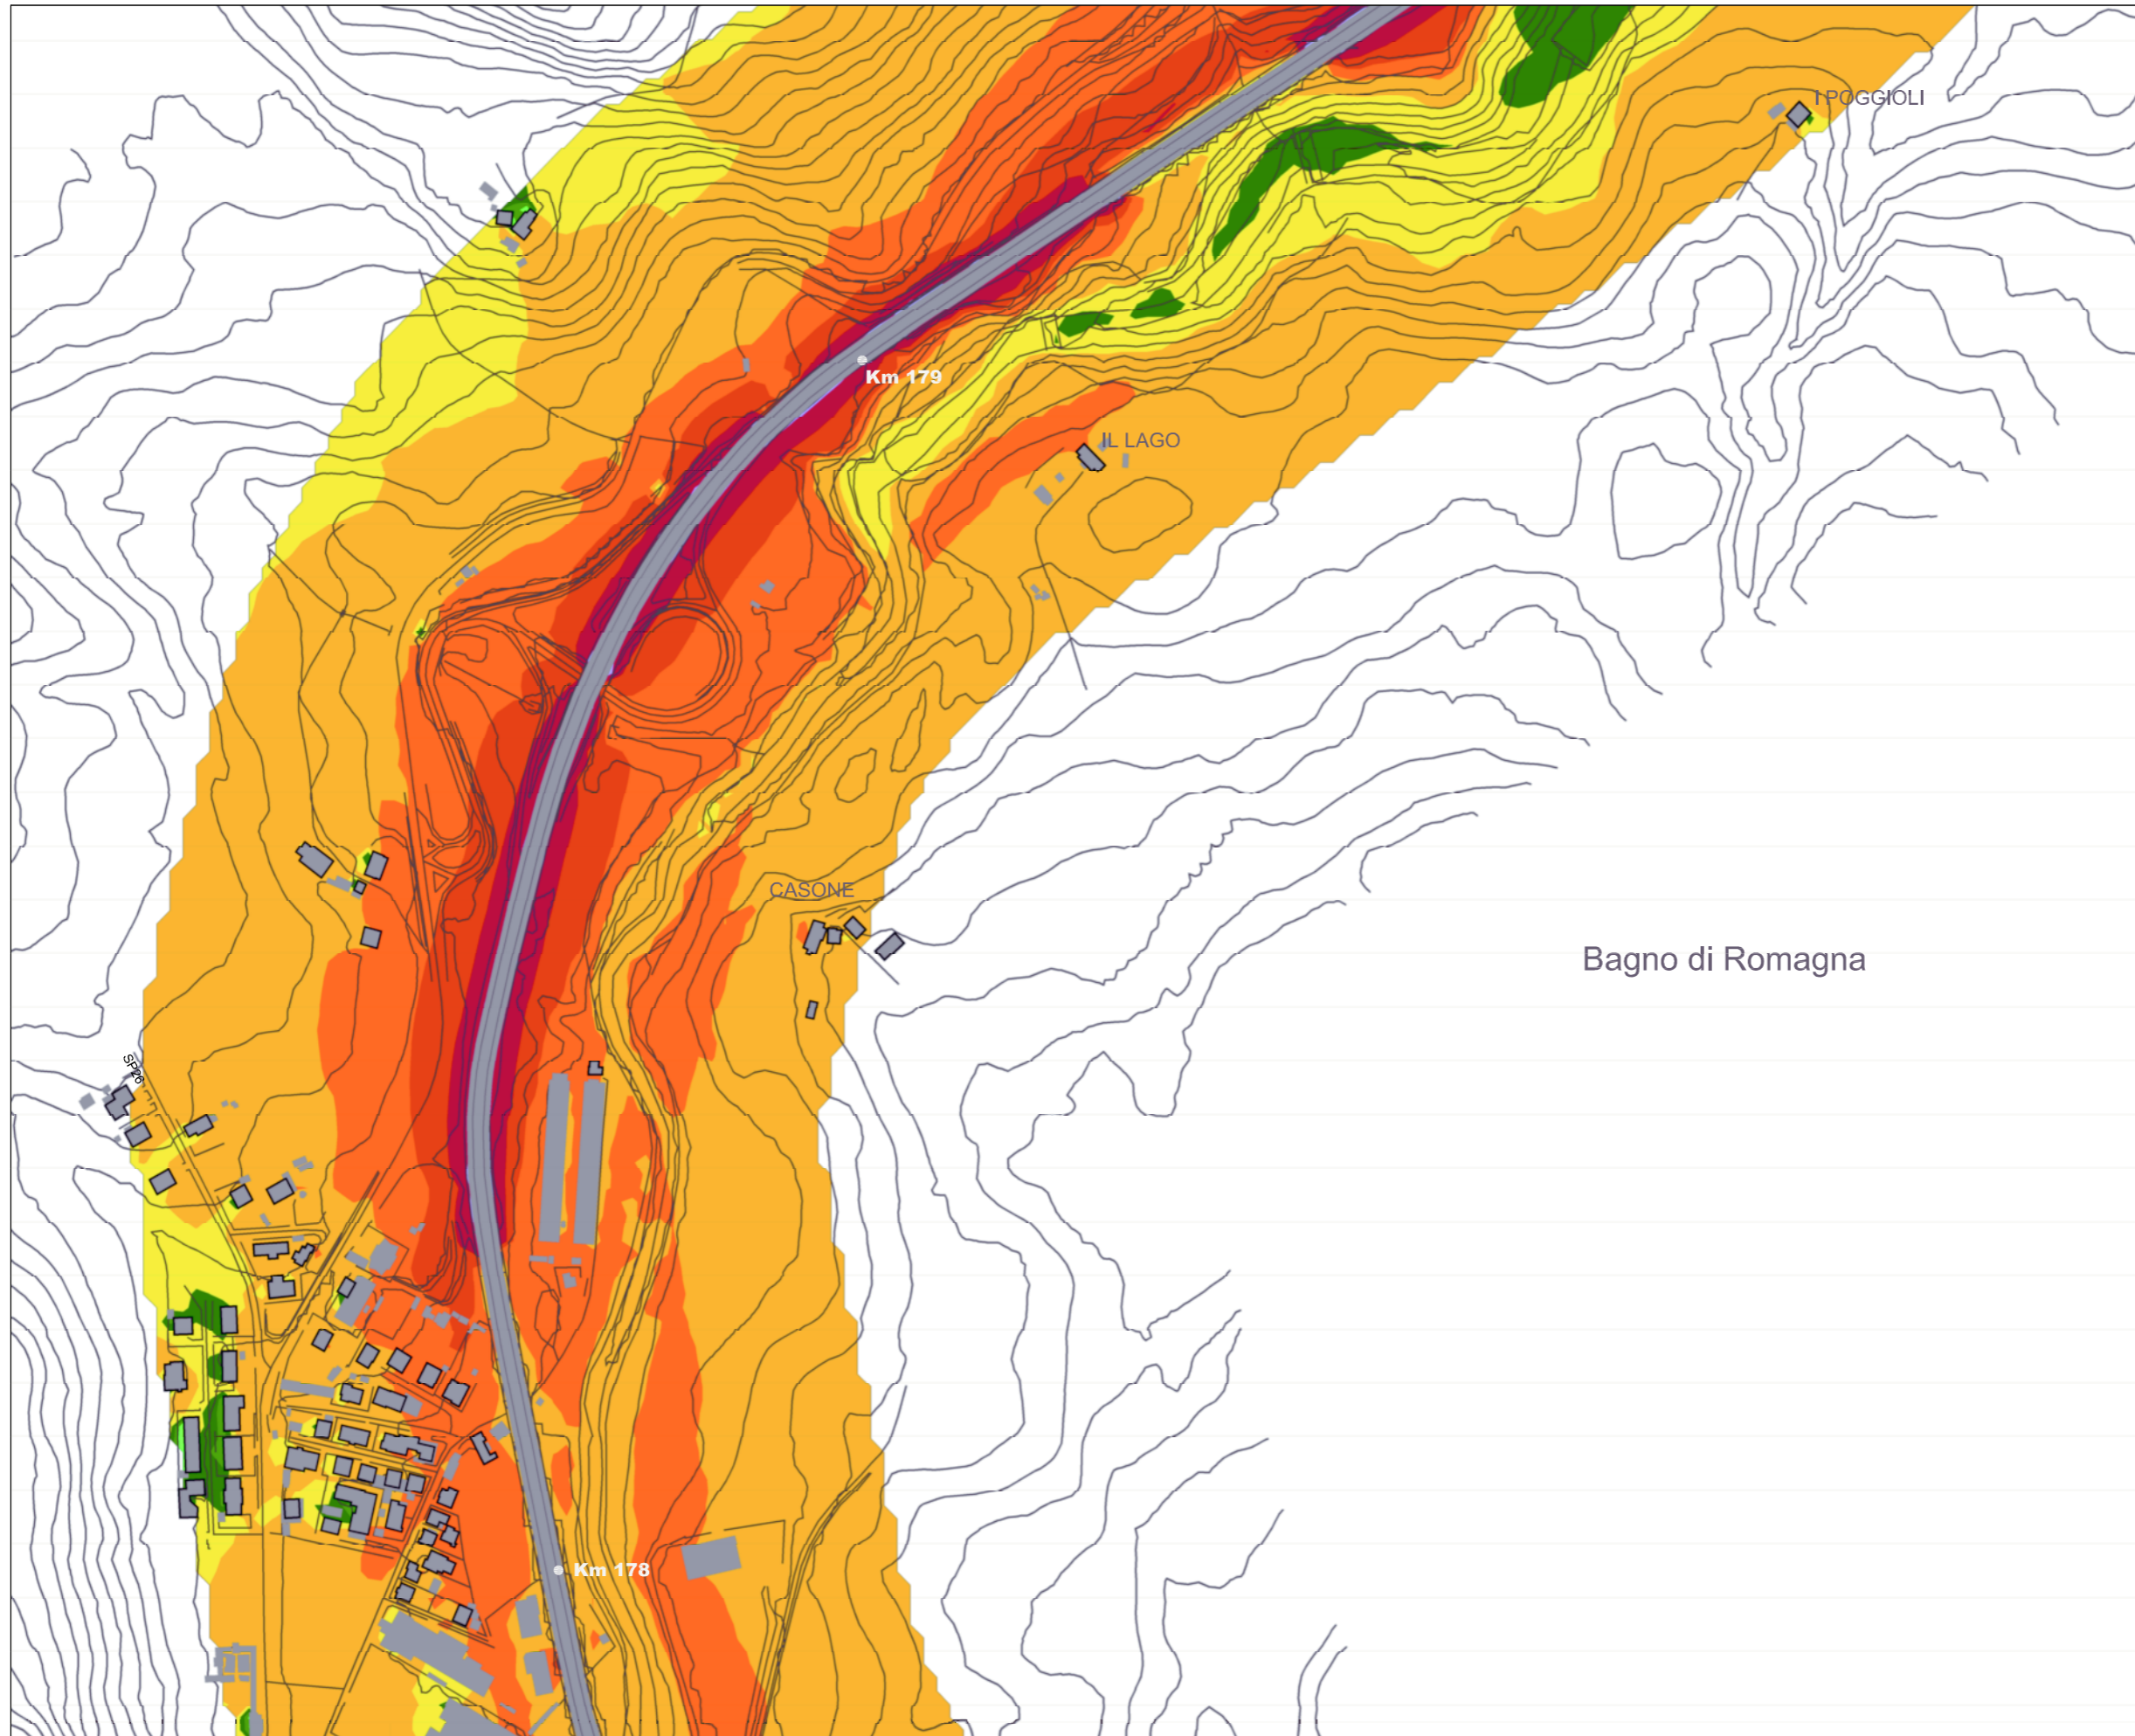 I POGGIOLI
Km 179
IL LAGO
CASONE
Bagno di Romagna
SP26
Km 178